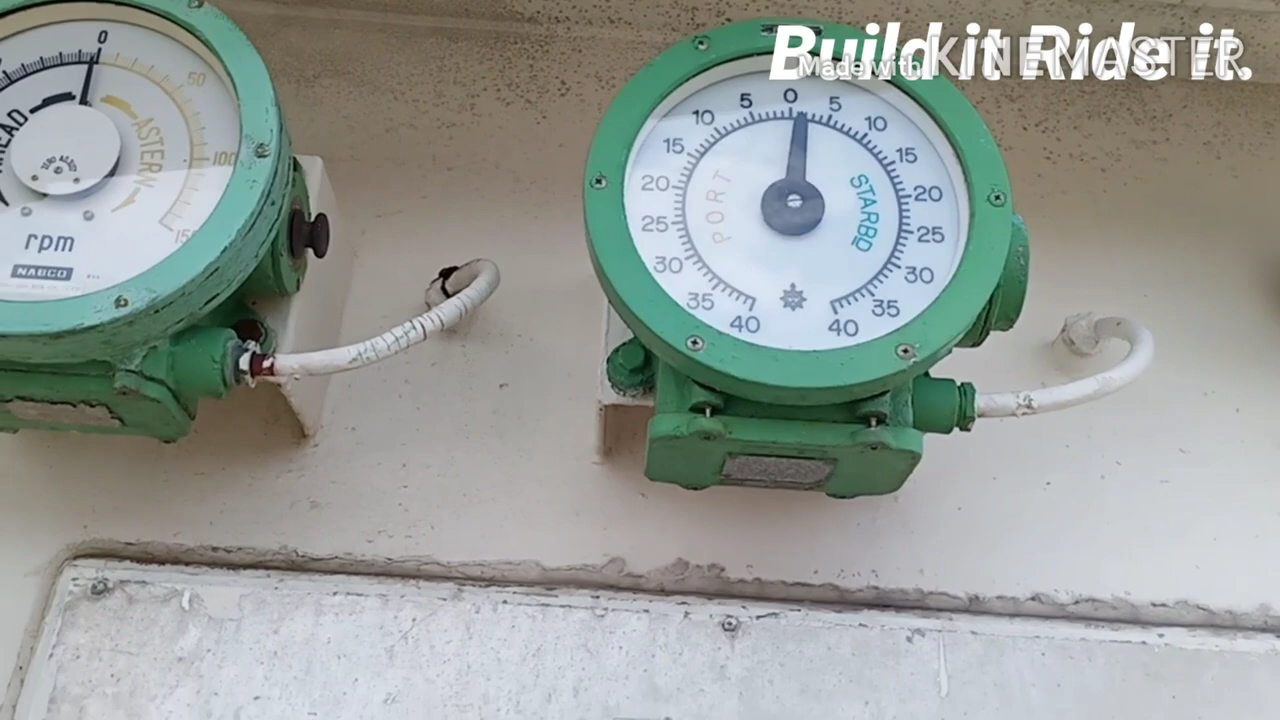 Build it Ride it.
Made with KINEMASTER
0
50
100
ASTERN
rpm
NABCO
40 35 30 25 20 15 10 5 0 5 10 15 20 25 30 35 40
PORT
STARBD